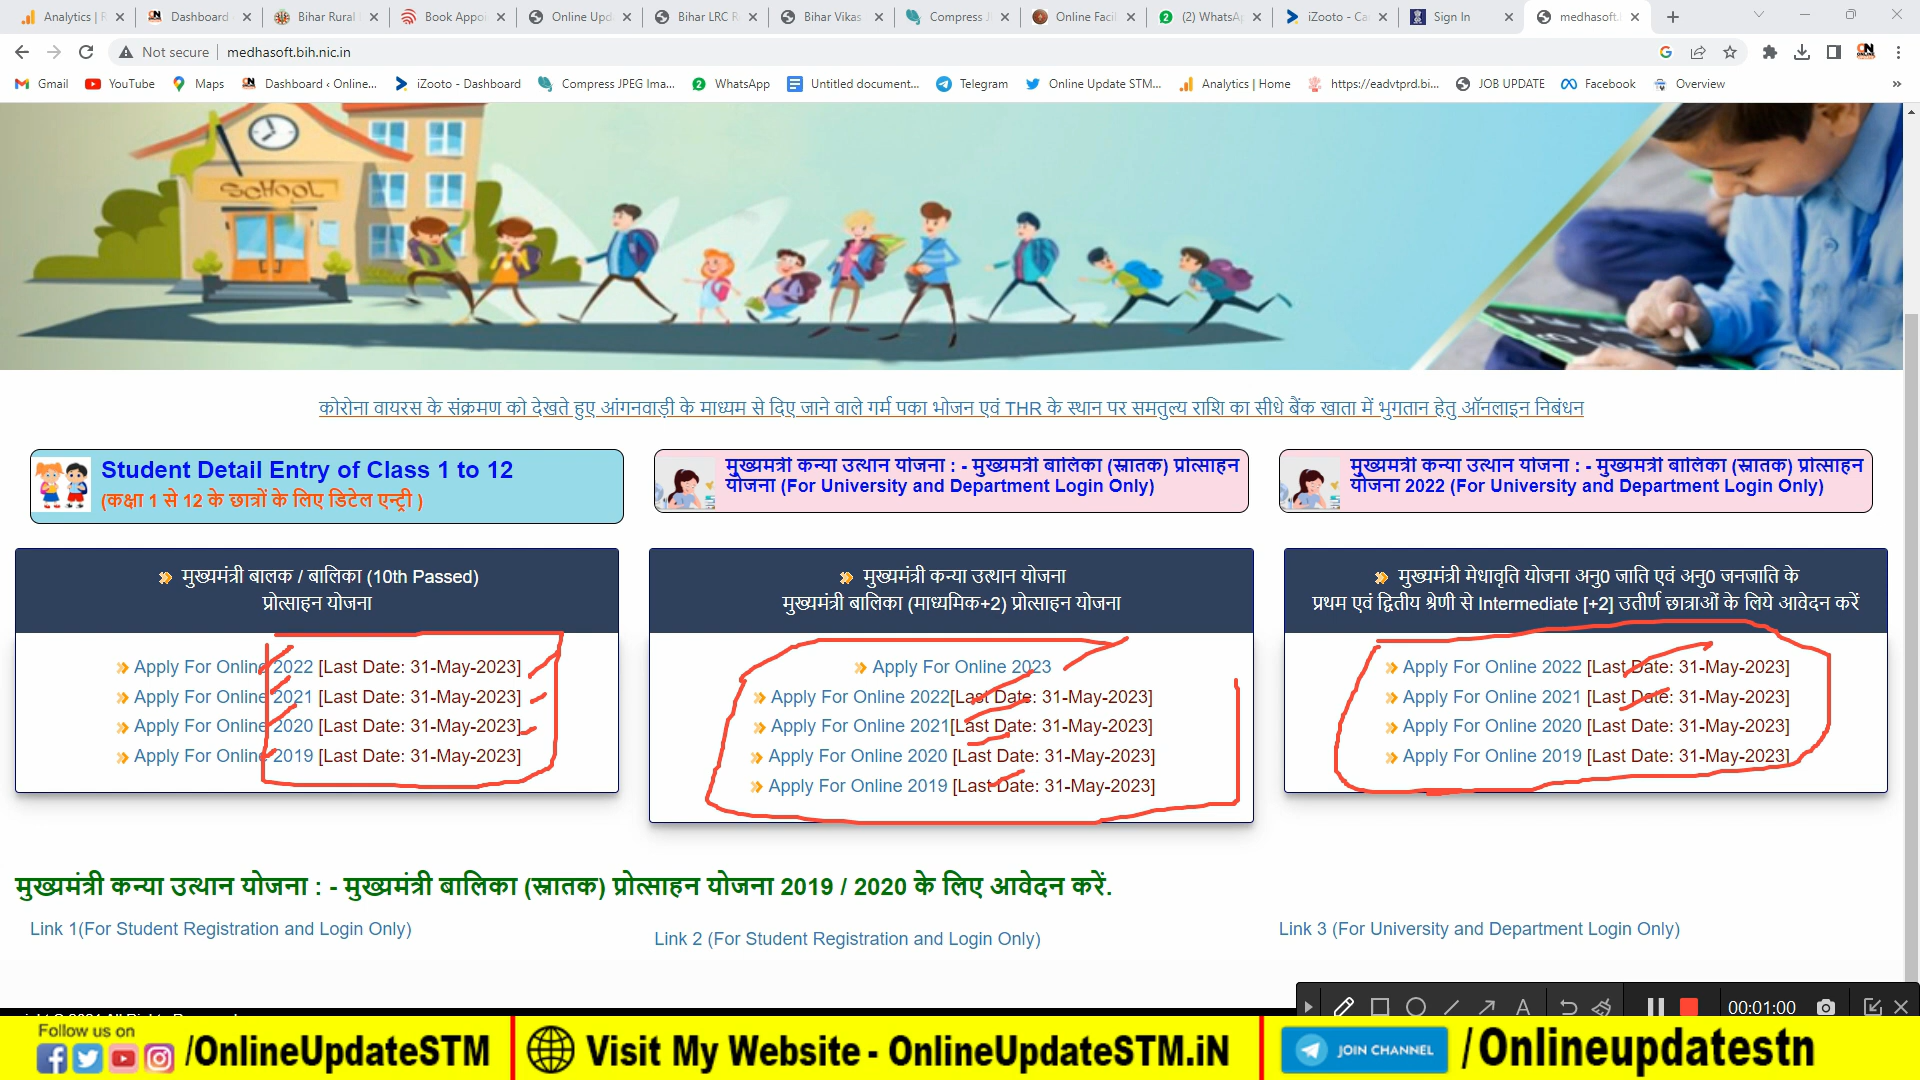 Analytics | R
Dashboard
Bihar Rural
Book Appoi
Online Upd
Bihar LRC R
Bihar Vikas
Compress J
Online Facil
(2) WhatsAp
iZooto - Ca
Sign In
medhasoft.
Not secure
medhasoft.bih.nic.in
Gmail
YouTube
Maps
Dashboard ‹ Online...
iZooto - Dashboard
Compress JPEG Ima...
WhatsApp
Untitled document...
Telegram
Online Update STM...
Analytics | Home
https://eadvtprd.bi...
JOB UPDATE
Facebook
Overview
SCHOOL
कोरोना वायरस के संक्रमण को देखते हुए आंगनवाड़ी के माध्यम से दिए जाने वाले गर्म पका भोजन एवं THR के स्थान पर समतुल्य राशि का सीधे बैंक खाता में भुगतान हेतु ऑनलाइन निबंधन
Student Detail Entry of Class 1 to 12
(कक्षा 1 से 12 के छात्रों के लिए डिटेल एन्ट्री )
मुख्यमंत्री कन्या उत्थान योजना : - मुख्यमंत्री बालिका (स्नातक) प्रोत्साहन
योजना (For University and Department Login Only)
मुख्यमंत्री कन्या उत्थान योजना : - मुख्यमंत्री बालिका (स्नातक) प्रोत्साहन
योजना 2022 (For University and Department Login Only)
मुख्यमंत्री बालक / बालिका (10th Passed)
प्रोत्साहन योजना
Apply For Online 2022 [Last Date: 31-May-2023]
Apply For Online 2021 [Last Date: 31-May-2023]
Apply For Online 2020 [Last Date: 31-May-2023]
Apply For Online 2019 [Last Date: 31-May-2023]
मुख्यमंत्री कन्या उत्थान योजना
मुख्यमंत्री बालिका (माध्यमिक+2) प्रोत्साहन योजना
Apply For Online 2023
Apply For Online 2022[Last Date: 31-May-2023]
Apply For Online 2021[Last Date: 31-May-2023]
Apply For Online 2020 [Last Date: 31-May-2023]
Apply For Online 2019 [Last Date: 31-May-2023]
मुख्यमंत्री मेधावृति योजना अनु0 जाति एवं अनु0 जनजाति के
प्रथम एवं द्वितीय श्रेणी से Intermediate [+2] उतीर्ण छात्राओं के लिये आवेदन करें
Apply For Online 2022 [Last Date: 31-May-2023]
Apply For Online 2021 [Last Date: 31-May-2023]
Apply For Online 2020 [Last Date: 31-May-2023]
Apply For Online 2019 [Last Date: 31-May-2023]
मुख्यमंत्री कन्या उत्थान योजना : - मुख्यमंत्री बालिका (स्नातक) प्रोत्साहन योजना 2019 / 2020 के लिए आवेदन करें.
Link 1(For Student Registration and Login Only)
Link 2 (For Student Registration and Login Only)
Link 3 (For University and Department Login Only)
00:01:00
Follow us on
/OnlineUpdateSTM
Visit My Website - OnlineUpdateSTM.iN
JOIN CHANNEL
/Onlineupdatestn